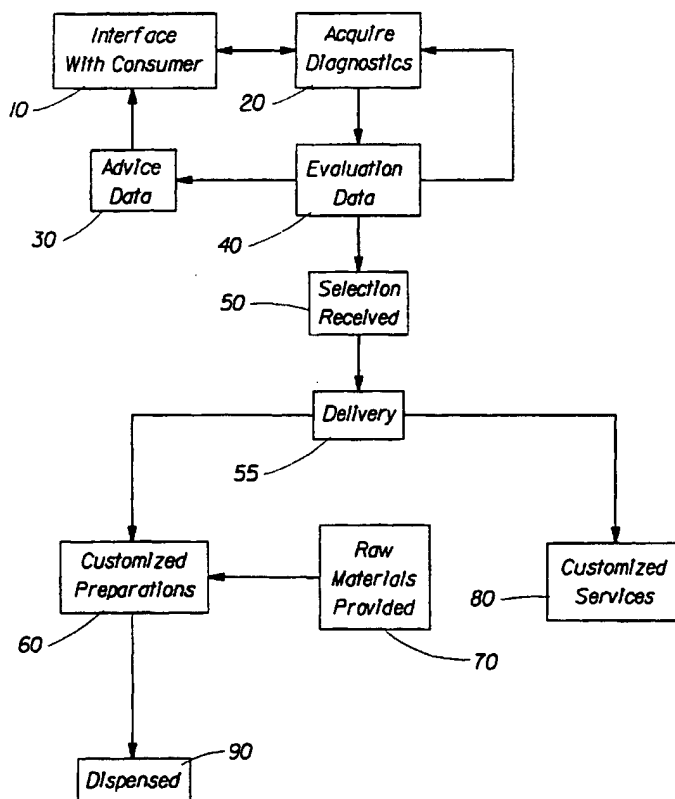 Interface
With Consumer
Acquire
Diagnostics
10
20
Advice
Data
Evaluation
Data
30
40
50
Selection
Received
Delivery
55
Customized
Preparations
Raw
Materials
Provided
Customized
Services
60
70
80
90
Dispensed